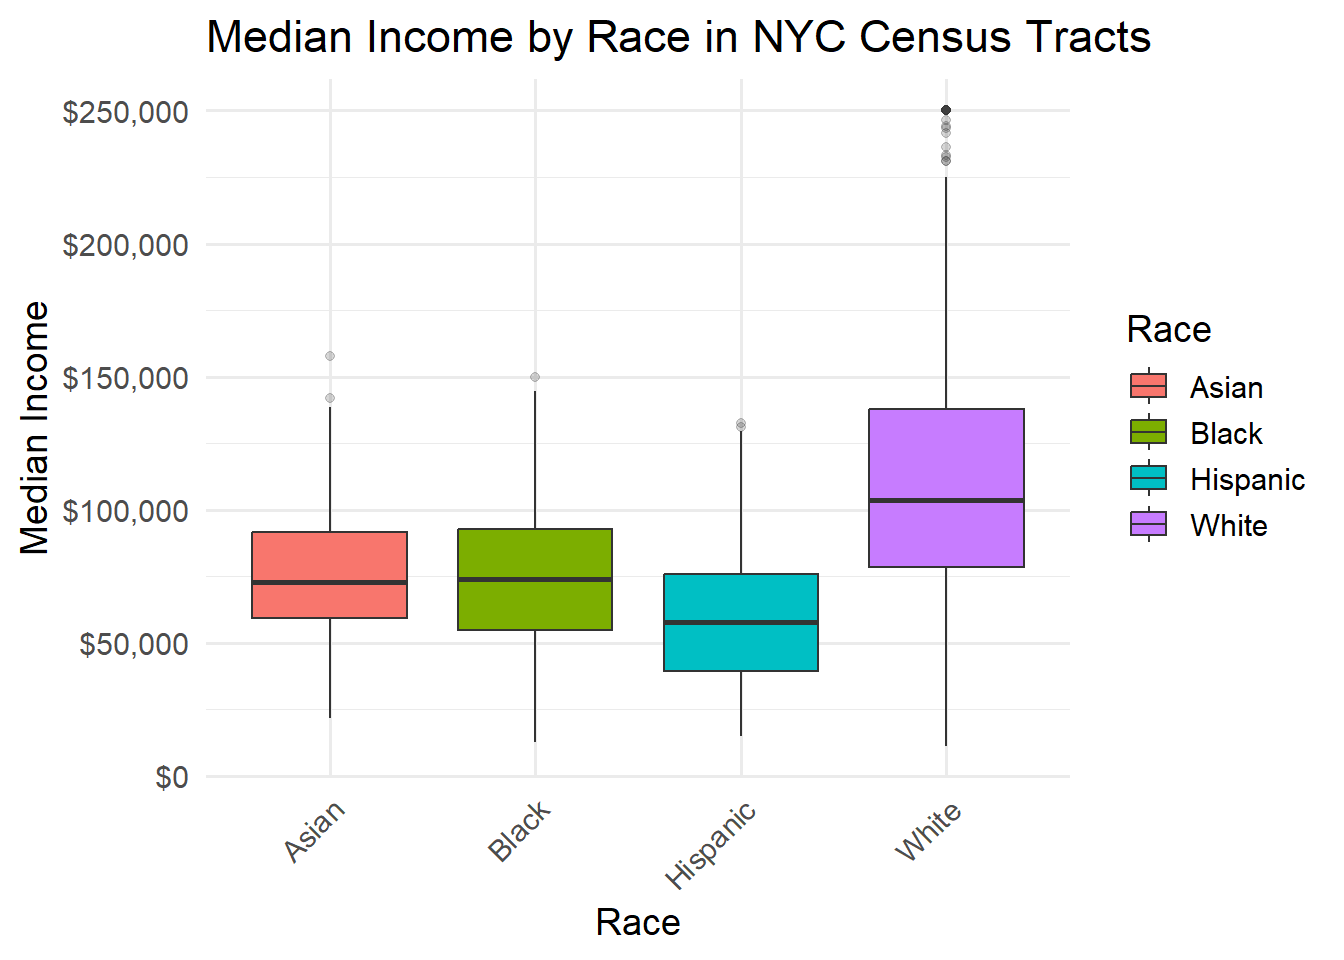 Median Income by Race in NYC Census Tracts
Median Income
$250,000
$200,000
$150,000
$100,000
$50,000
$0
Asian
Black
Hispanic
White
Race
Race
Asian
Black
Hispanic
White